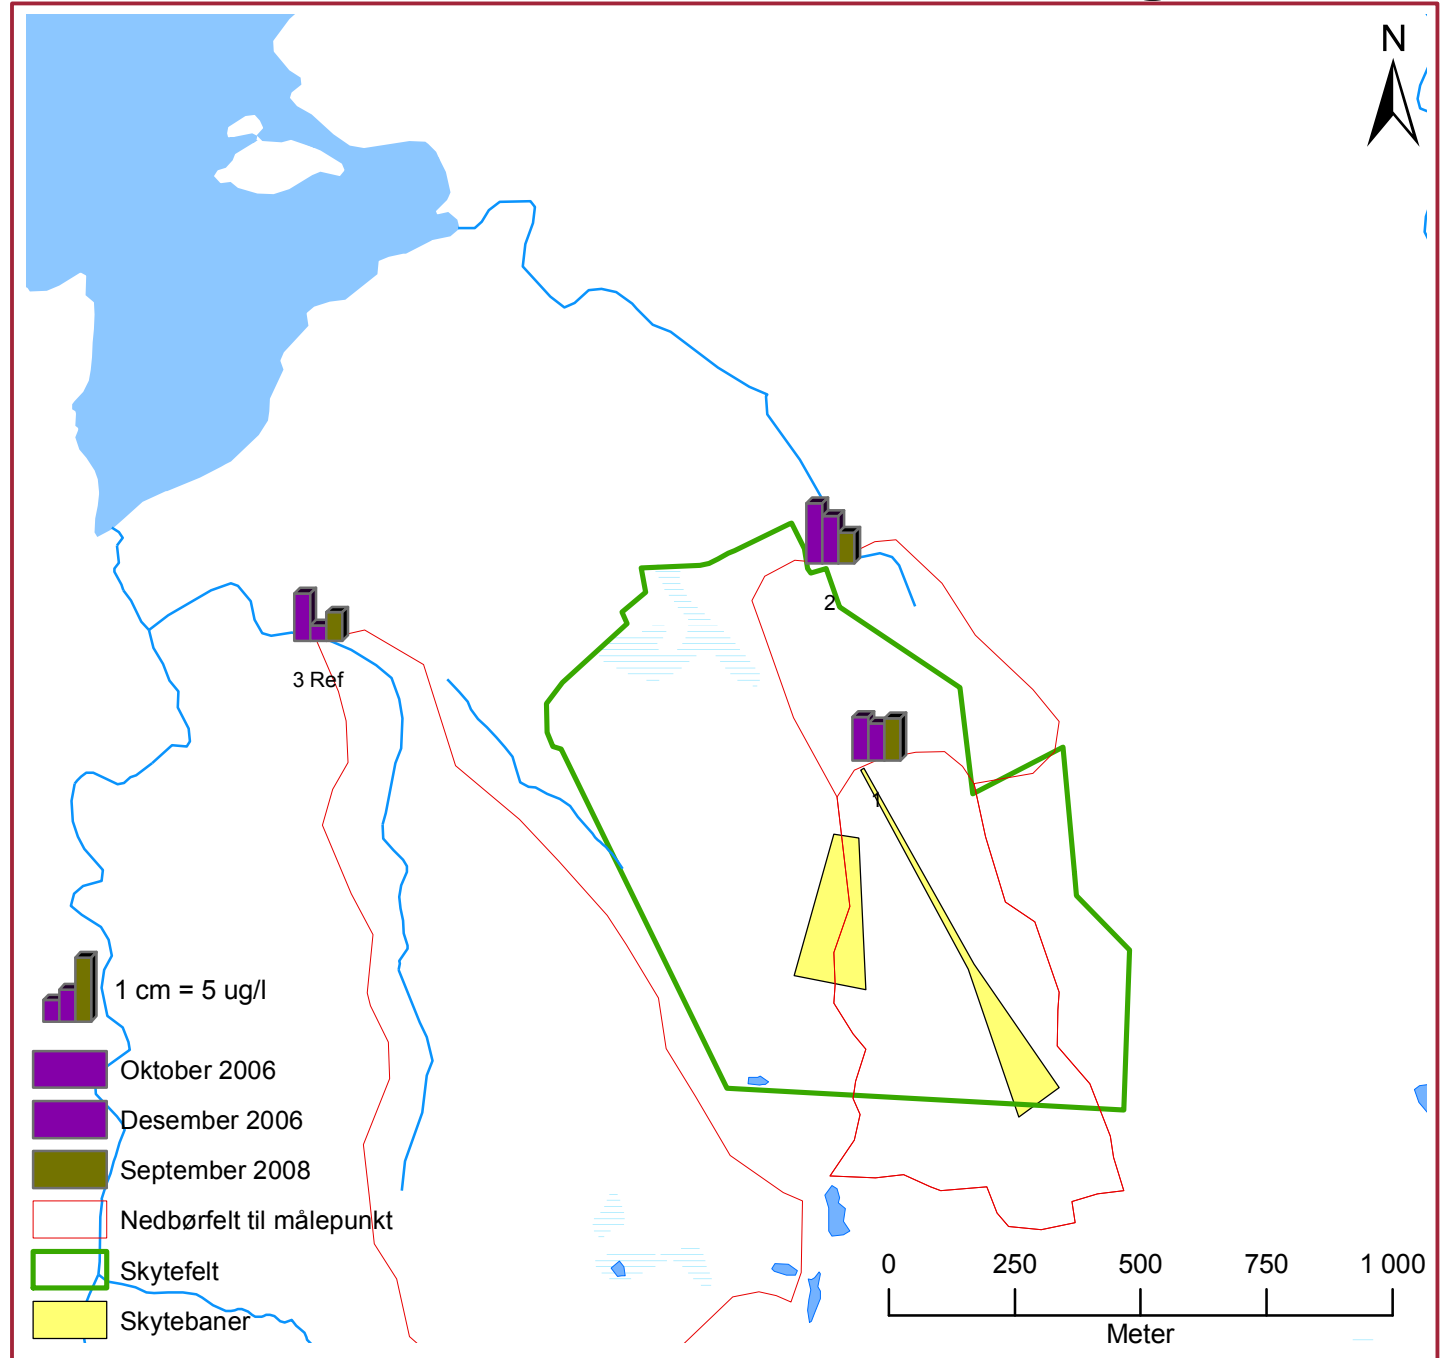 N
2
3 Ref
1
1 cm = 5 ug/l
Oktober 2006
Desember 2006
September 2008
Nedbørfelt til målepunkt
Skytefelt
Skytebaner
0 250 500 750 1 000
Meter